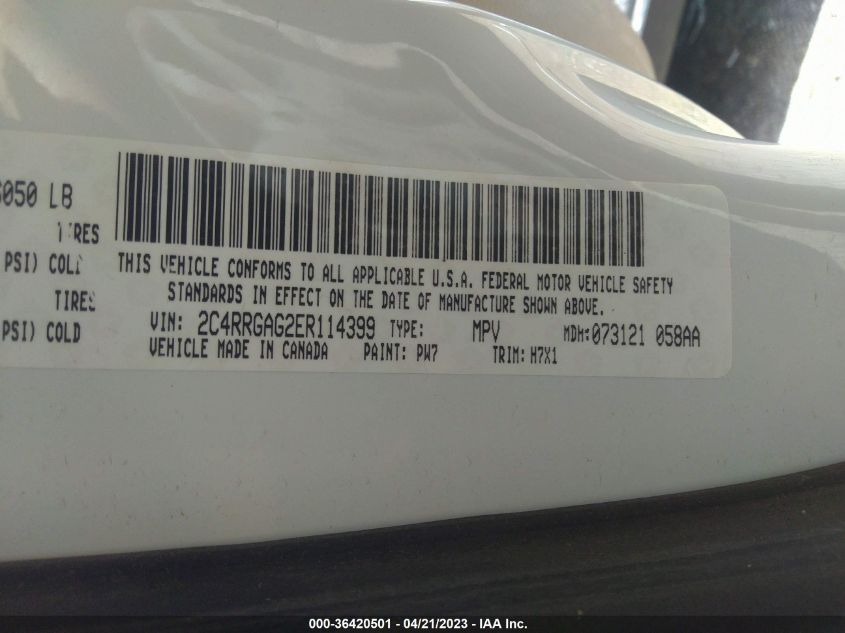 6050 LB
TIRES
PSI) COLD
TIRES
PSI) COLD
THIS VEHICLE CONFORMS TO ALL APPLICABLE U.S.A. FEDERAL MOTOR VEHICLE SAFETY
STANDARDS IN EFFECT ON THE DATE OF MANUFACTURE SHOWN ABOVE.
VIN: 2C4RRGAG2ER114399 TYPE: MPV MDH:073121 058AA
VEHICLE MADE IN CANADA PAINT: PW7 TRIM: H7X1
000-36420501 - 04/21/2023 - IAA Inc.